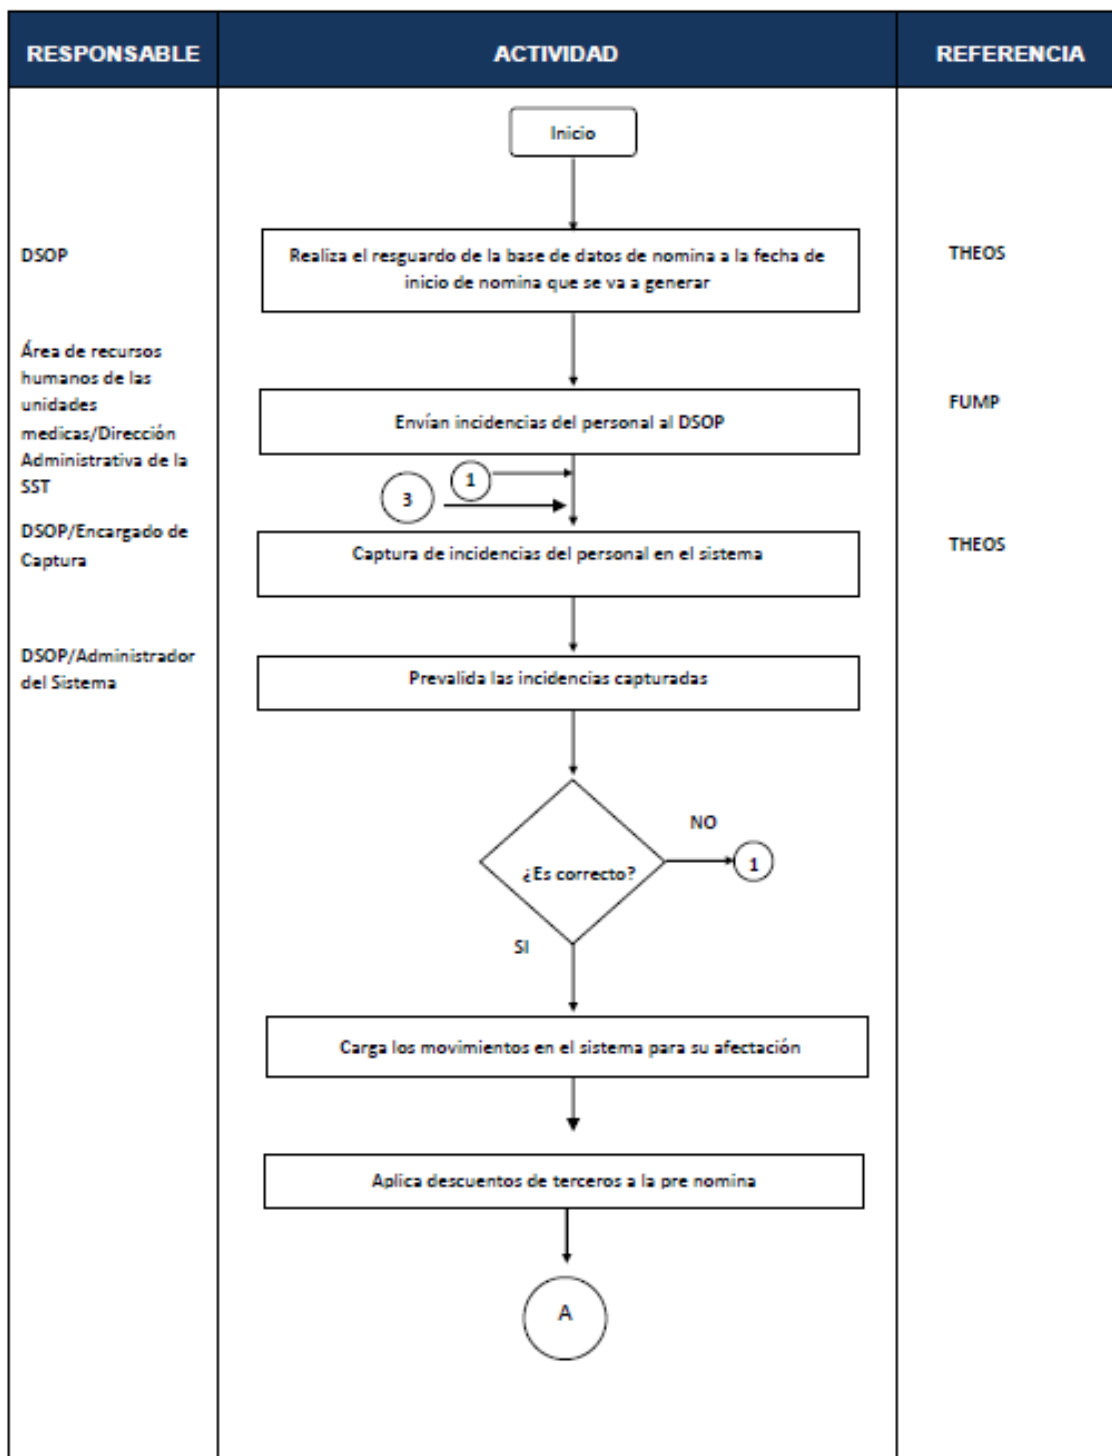 RESPONSABLE
ACTIVIDAD
REFERENCIA
Inicio
DSOP
Realiza el resguardo de la base de datos de nomina a la fecha de
inicio de nomina que se va a generar
THEOS
Área de recursos
humanos de las
unidades
medicas/Dirección
Administrativa de la
SST
Envían incidencias del personal al DSOP
FUMP
1
3
DSOP/Encargado de
Captura
Captura de incidencias del personal en el sistema
THEOS
DSOP/Administrador
del Sistema
Prevalida las incidencias capturadas
¿Es correcto?
NO
1
SI
Carga los movimientos en el sistema para su afectación
Aplica descuentos de terceros a la pre nomina
A